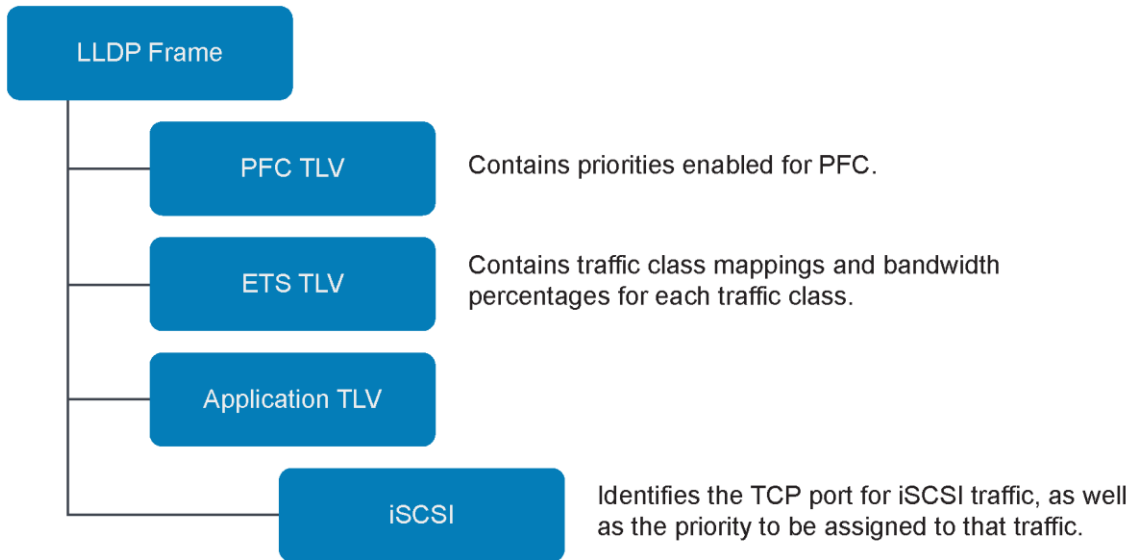 LLDP Frame
PFC TLV
Contains priorities enabled for PFC.
ETS TLV
Contains traffic class mappings and bandwidth
percentages for each traffic class.
Application TLV
iSCSI
Identifies the TCP port for iSCSI traffic, as well
as the priority to be assigned to that traffic.